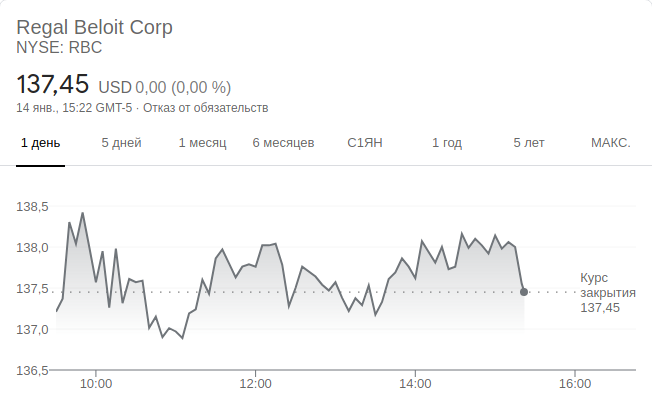 Regal Beloit Corp
NYSE: RBC
137,45 USD 0,00 (0,00 %)
14 янв., 15:22 GMT-5 · Отказ от обязательств
1 день 5 дней 1 месяц 6 месяцев С1ЯН 1 год 5 лет МАКС.
138,5
138,0
137,5
137,0
136,5
Курс
закрытия
137,45
10:00 12:00 14:00 16:00